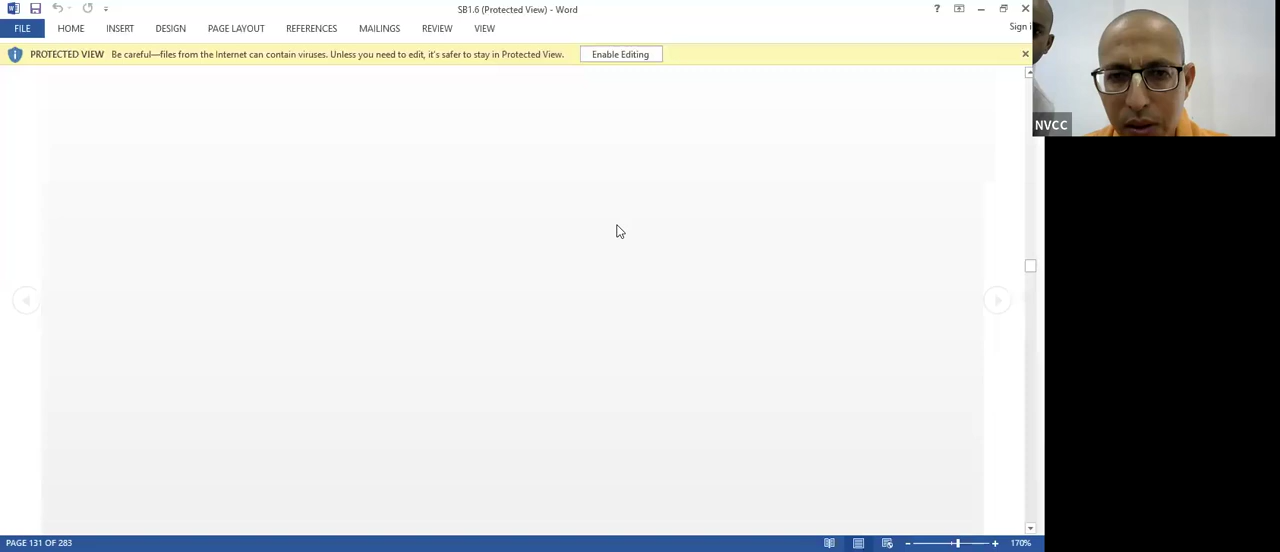 SB1.6 (Protected View) - Word
FILE HOME INSERT DESIGN PAGE LAYOUT REFERENCES MAILINGS REVIEW VIEW
PROTECTED VIEW Be careful—files from the Internet can contain viruses. Unless you need to edit, it's safer to stay in Protected View. Enable Editing
NVCC
PAGE 131 OF 283
170%